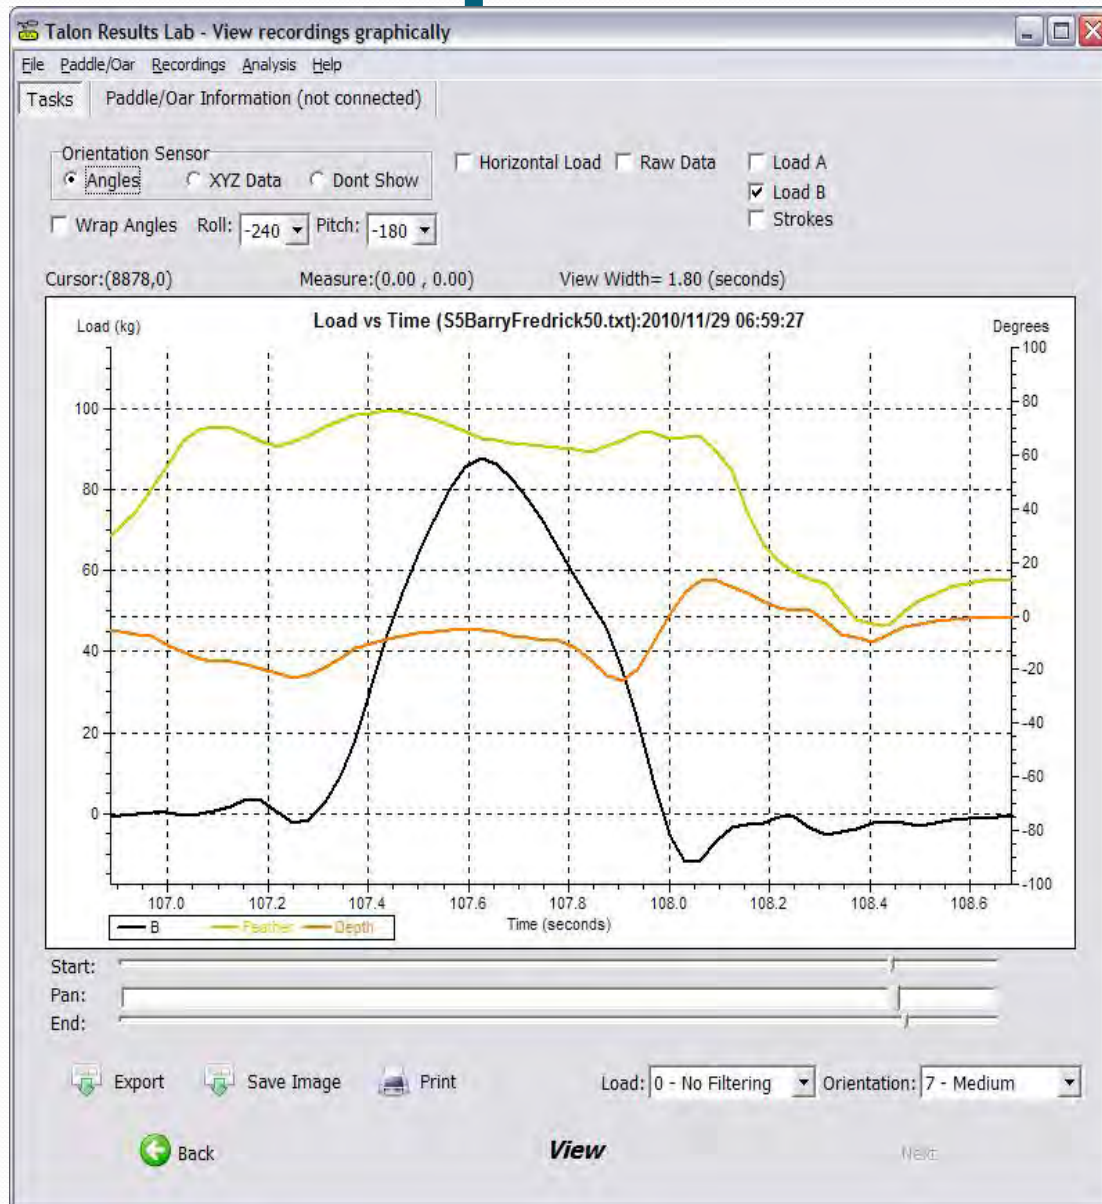 Talon Results Lab - View recordings graphically
File Paddle/Oar Recordings Analysis Help
Tasks Paddle/Oar Information (not connected)
Orientation Sensor
Angles XYZ Data Dont Show
Horizontal Load Raw Data Load A
Load B
Strokes
Wrap Angles Roll: -240 Pitch: -180
Cursor:(8878,0) Measure:(0.00 , 0.00) View Width= 1.80 (seconds)
Load (kg) Load vs Time (S5BarryFredrick50.txt):2010/11/29 06:59:27 Degrees
100
100 80
80 60
40
60 20
0
40 -20
20 -40
-60
0 -80
-100
107.0 107.2 107.4 107.6 107.8 108.0 108.2 108.4 108.6
B Feather Depth Time (seconds)
Start:
Pan:
End:
Export Save Image Print Load: 0 - No Filtering Orientation: 7 - Medium
Back View Next